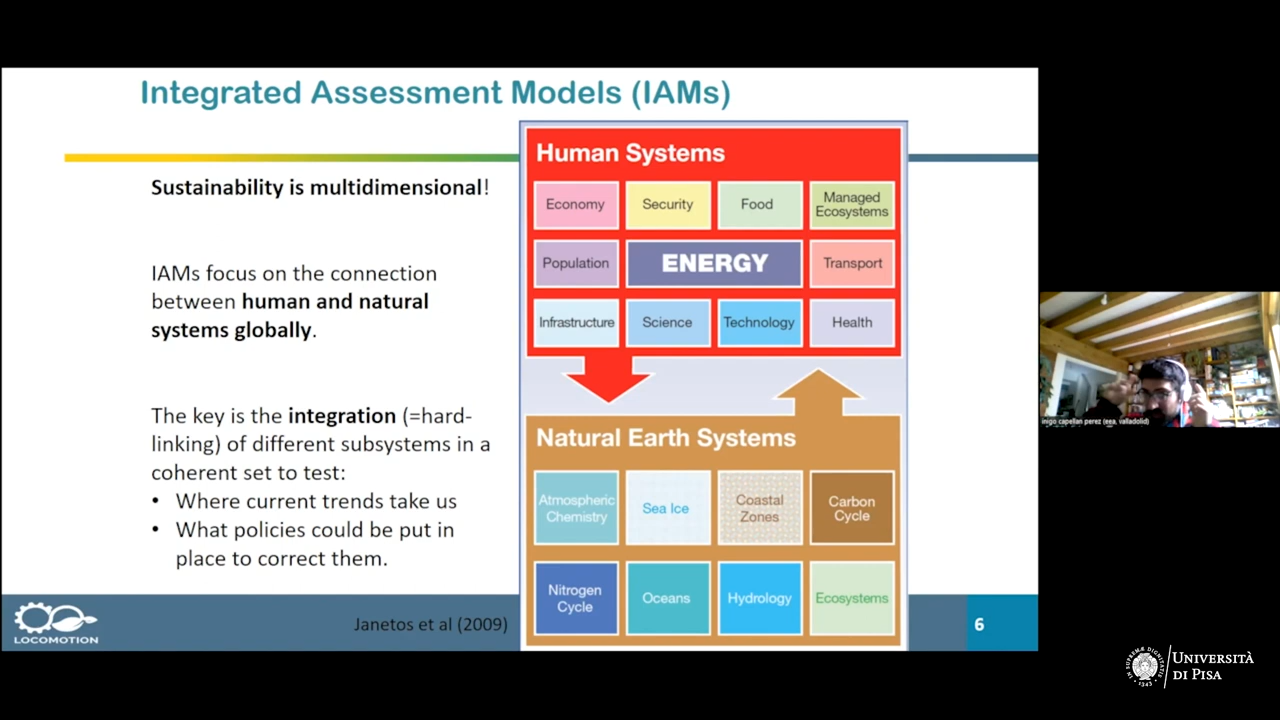 Integrated Assessment Models (IAMs)
Sustainability is multidimensional!
IAMs focus on the connection
between human and natural
systems globally.
The key is the integration (=hard-
linking) of different subsystems in a
coherent set to test:
• Where current trends take us
• What policies could be put in
place to correct them.
Human Systems
Economy
Security
Food
Managed
Ecosystems
Population
ENERGY
Transport
Infrastructure
Science
Technology
Health
Natural Earth Systems
Atmospheric
Chemistry
Sea Ice
Coastal
Zones
Carbon
Cycle
Nitrogen
Cycle
Oceans
Hydrology
Ecosystems
LOCOMOTION
Janetos et al (2009)
6
inigo capellan perez (eea, valladolid)
IN SUPREMÆ DIGNITATIS
1343
UNIVERSITÀ
DI PISA